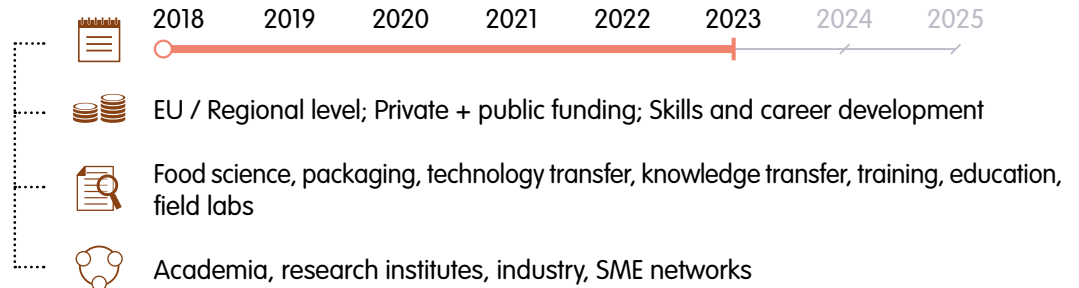 2018 2019 2020 2021 2022 2023 2024 2025
EU / Regional level; Private + public funding; Skills and career development
Food science, packaging, technology transfer, knowledge transfer, training, education,
field labs
Academia, research institutes, industry, SME networks